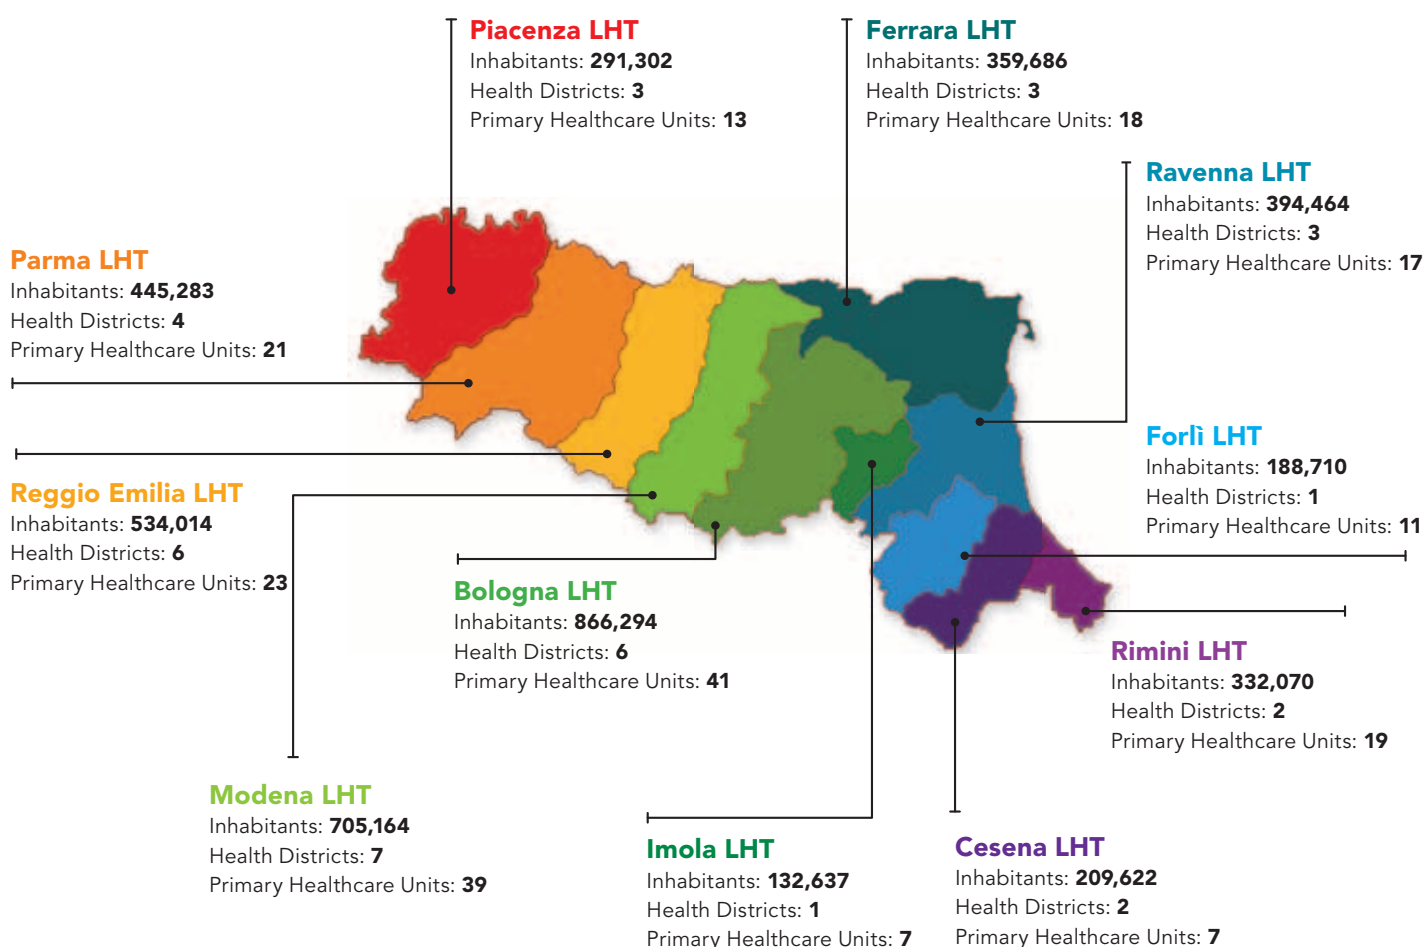 Piacenza LHT
Inhabitants: 291,302
Health Districts: 3
Primary Healthcare Units: 13
Ferrara LHT
Inhabitants: 359,686
Health Districts: 3
Primary Healthcare Units: 18
Ravenna LHT
Inhabitants: 394,464
Health Districts: 3
Primary Healthcare Units: 17
Parma LHT
Inhabitants: 445,283
Health Districts: 4
Primary Healthcare Units: 21
Forlì LHT
Inhabitants: 188,710
Health Districts: 1
Primary Healthcare Units: 11
Reggio Emilia LHT
Inhabitants: 534,014
Health Districts: 6
Primary Healthcare Units: 23
Bologna LHT
Inhabitants: 866,294
Health Districts: 6
Primary Healthcare Units: 41
Rimini LHT
Inhabitants: 332,070
Health Districts: 2
Primary Healthcare Units: 19
Modena LHT
Inhabitants: 705,164
Health Districts: 7
Primary Healthcare Units: 39
Imola LHT
Inhabitants: 132,637
Health Districts: 1
Primary Healthcare Units: 7
Cesena LHT
Inhabitants: 209,622
Health Districts: 2
Primary Healthcare Units: 7